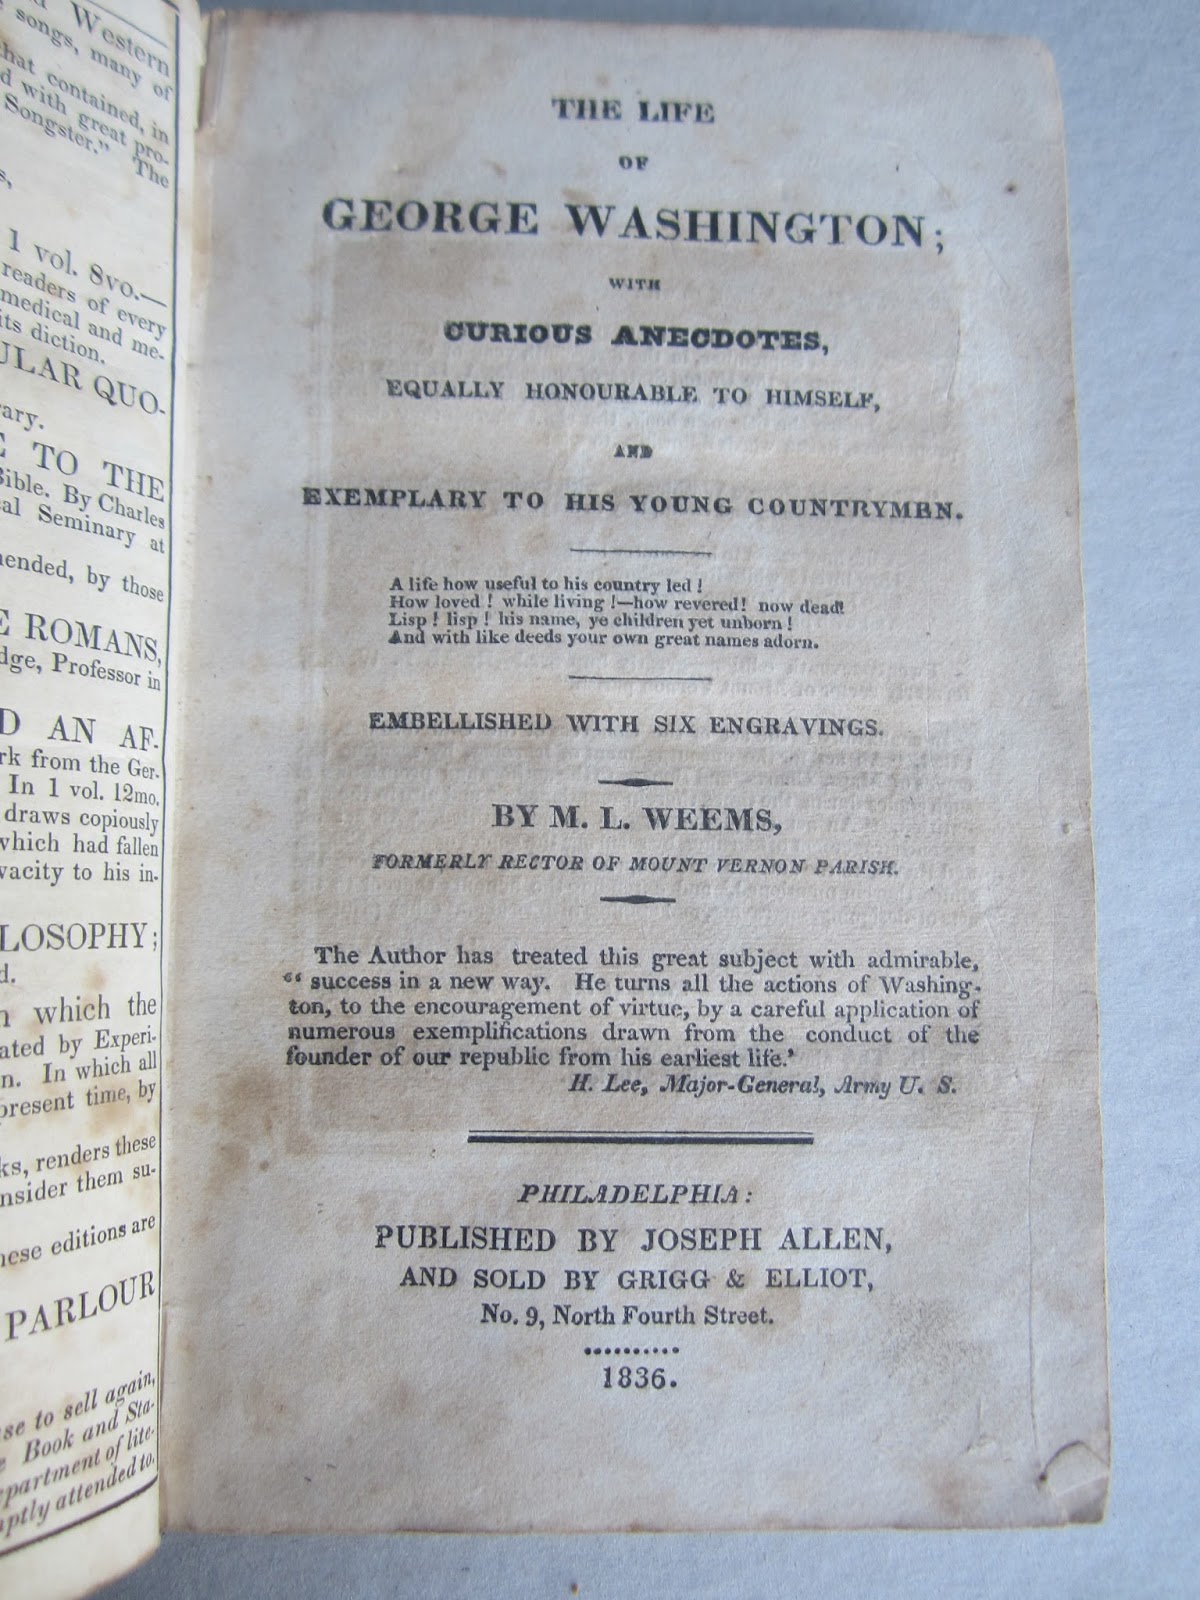 Western
songs, many of
that contained, in
d with great pro-
Songster." The
1 vol. 8vo.—
readers of every
medical and me-
its diction.
ULAR QUO-
ary.
E TO THE
Bible. By Charles
cal Seminary at
mended, by those
E ROMANS,
dge, Professor in
D AN AF-
rk from the Ger-
In 1 vol. 12mo.
draws copiously
which had fallen
vacity to his in-
LOSOPHY;
d.
n which the
ated by Experi-
n. In which all
present time, by
ks, renders these
nsider them su-
hese editions are
PARLOUR
se to sell again,
e Book and Sta-
epartment of lite-
mptly attended to.
THE LIFE
OF
GEORGE WASHINGTON;
WITH
CURIOUS ANECDOTES,
EQUALLY HONOURABLE TO HIMSELF,
AND
EXEMPLARY TO HIS YOUNG COUNTRYMEN.
A life how useful to his country led!
How loved! while living!—how revered! now dead!
Lisp! lisp! his name, ye children yet unborn!
And with like deeds your own great names adorn.
EMBELLISHED WITH SIX ENGRAVINGS.
BY M. L. WEEMS,
FORMERLY RECTOR OF MOUNT VERNON PARISH.
The Author has treated this great subject with admirable,
“ success in a new way. He turns all the actions of Washing-
ton, to the encouragement of virtue, by a careful application of
numerous exemplifications drawn from the conduct of the
founder of our republic from his earliest life.'
H. Lee, Major-General, Army U. S.
PHILADELPHIA:
PUBLISHED BY JOSEPH ALLEN,
AND SOLD BY GRIGG & ELLIOT,
No. 9, North Fourth Street.
1836.